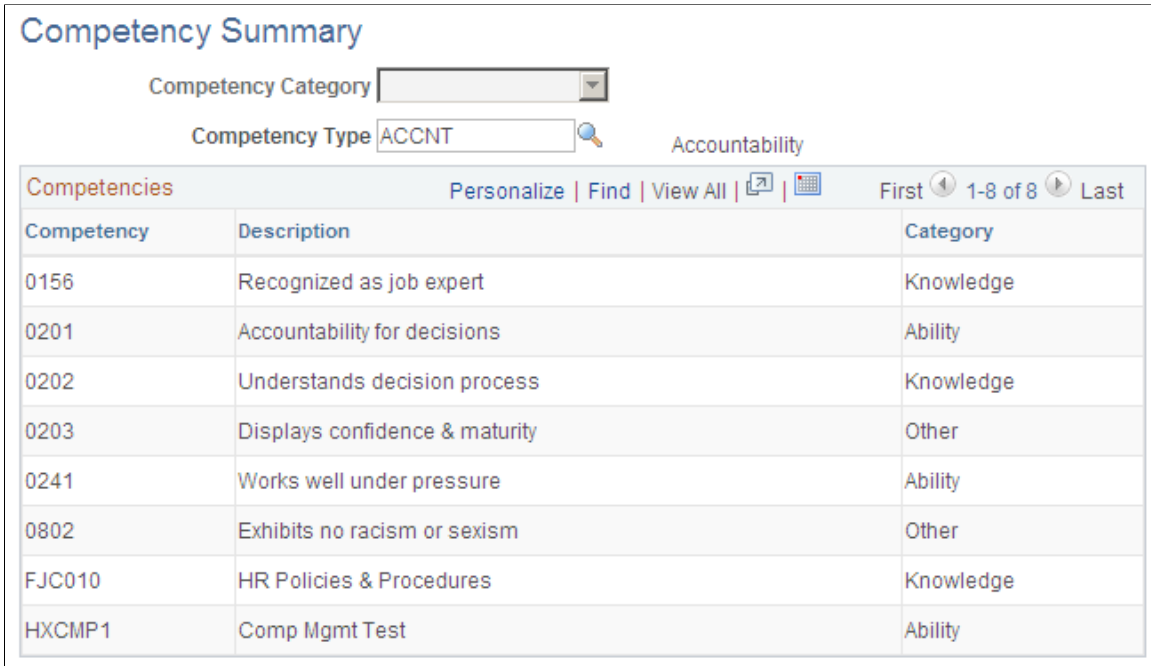 Competency Summary
Competency Category
Competency Type ACCNT Accountability
Competencies Personalize | Find | View All | | First 1-8 of 8 Last
Competency Description Category
0156 Recognized as job expert Knowledge
0201 Accountability for decisions Ability
0202 Understands decision process Knowledge
0203 Displays confidence & maturity Other
0241 Works well under pressure Ability
0802 Exhibits no racism or sexism Other
FJC010 HR Policies & Procedures Knowledge
HXCMP1 Comp Mgmt Test Ability